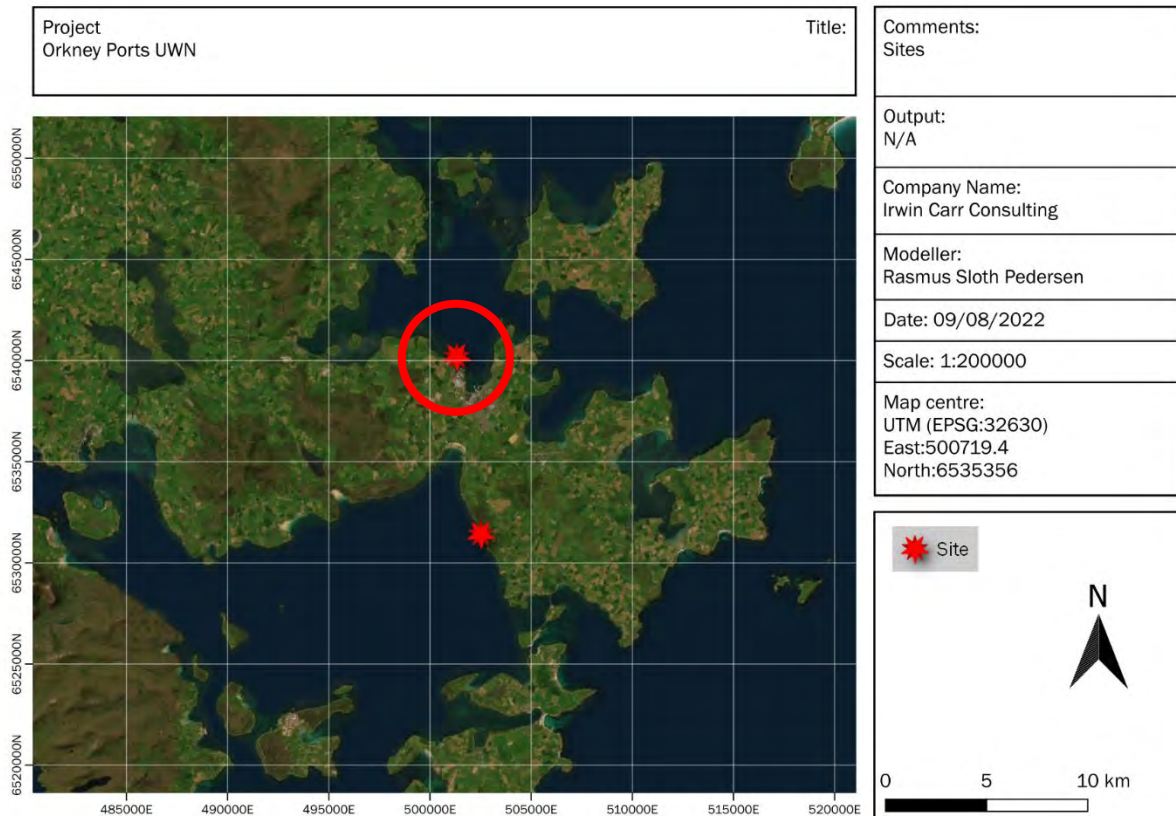 Project
Title:
Orkney Ports UWN
Comments:
Sites
Output:
N/A
Company Name:
Irwin Carr Consulting
Modeller:
Rasmus Sloth Pedersen
Date: 09/08/2022
Scale: 1:200000
Map centre:
UTM (EPSG:32630)
East:500719.4
North:6535356
6550000N
6545000N
6540000N
6535000N
6530000N
6525000N
6520000N
485000E
490000E
495000E
500000E
505000E
510000E
515000E
520000E
Site
N
0
5
10 km